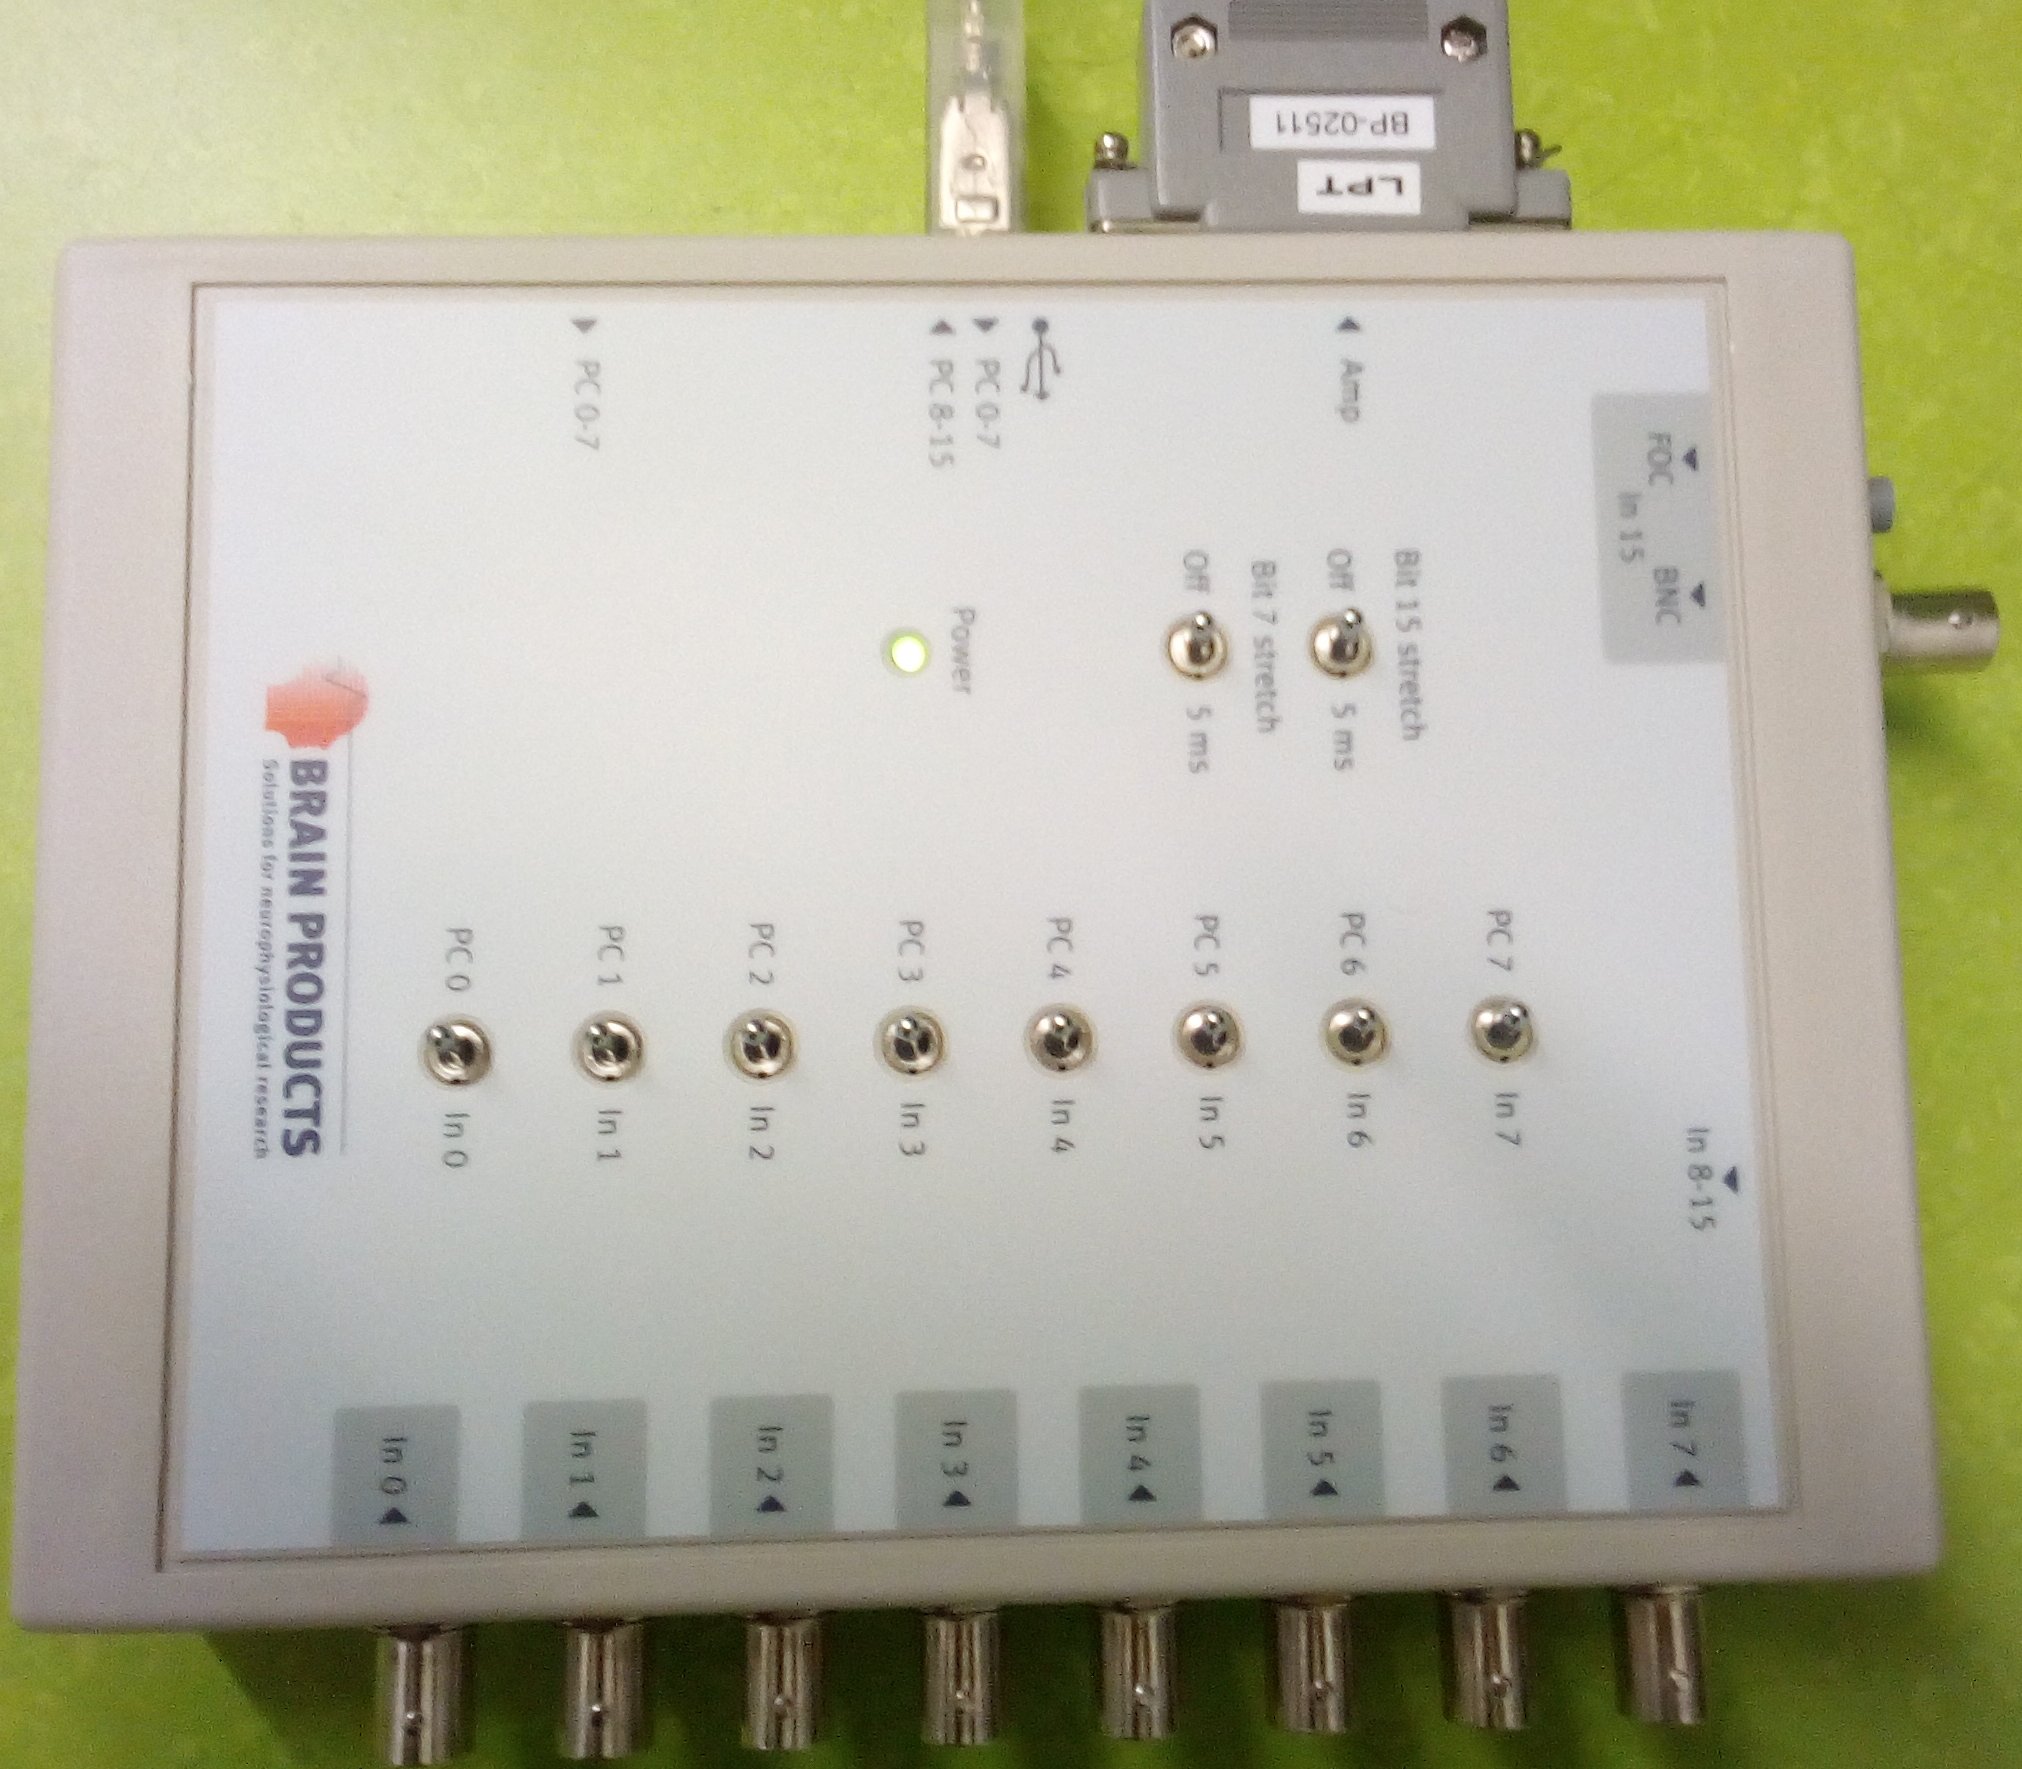 BP-02511
LPT
PC 0-7
PC 0-7
PC 8-15
Amp
FOC
BNC
In 15
Bit 15 stretch
Off
5 ms
Bit 7 stretch
Off
5 ms
Power
PC 7
In 7
PC 6
In 6
PC 5
In 5
PC 4
In 4
PC 3
In 3
PC 2
In 2
PC 1
In 1
PC 0
In 0
In 8-15
In 7
In 6
In 5
In 4
In 3
In 2
In 1
In 0
BRAIN PRODUCTS
Solutions for neurophysiological research